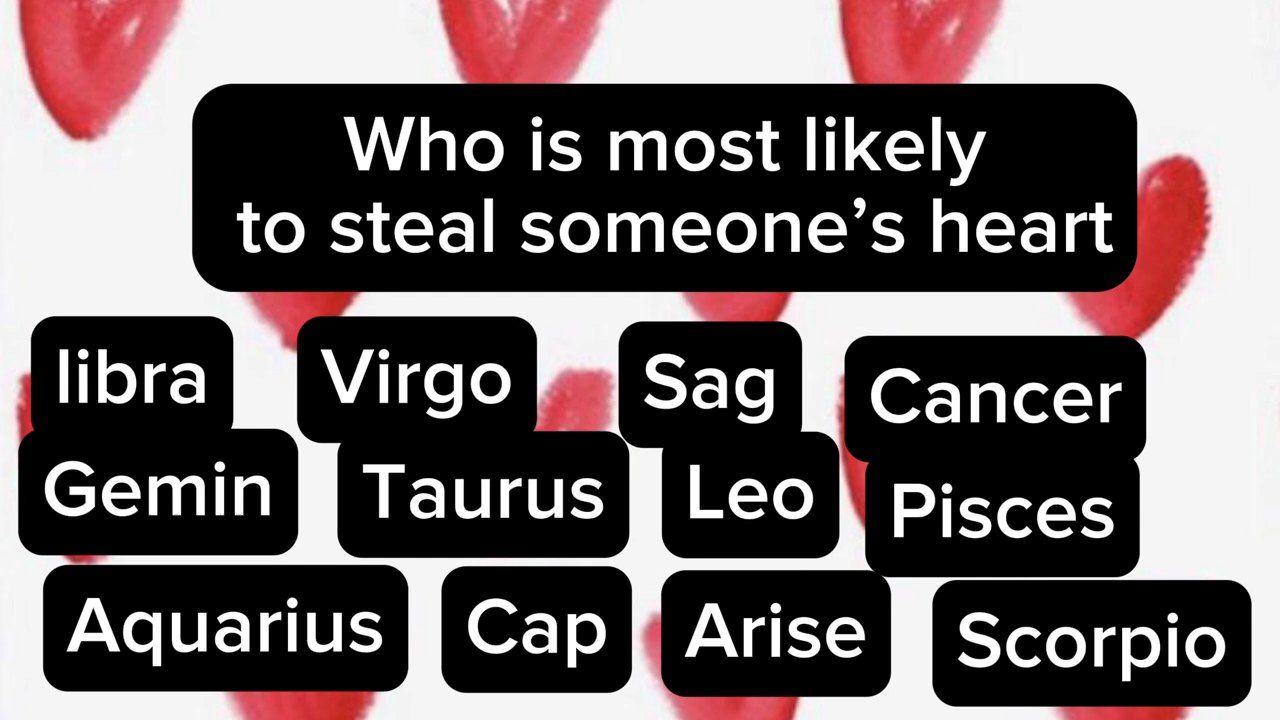 Who is most likely
to steal someone’s heart
libra
Virgo
Sag
Cancer
Gemin
Taurus
Leo
Pisces
Aquarius
Cap
Arise
Scorpio